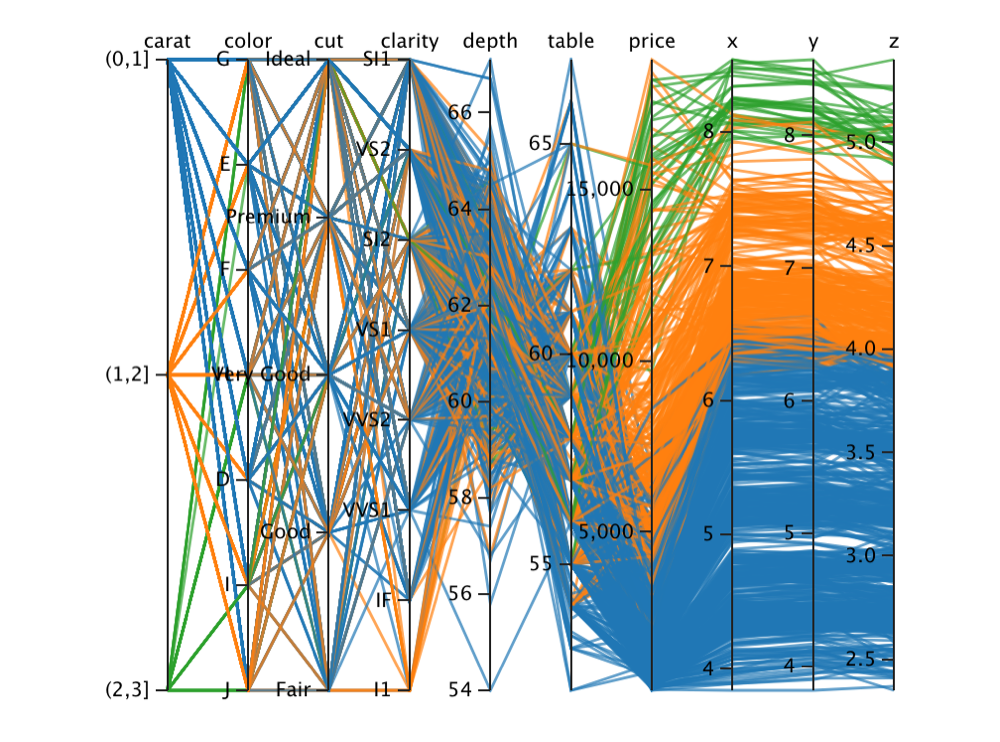 carat color cut clarity depth table price x y z
(0,1] G Ideal SI1
66
8 8 5.0
65
VS2
E
15,000
64
Premium
SI2 4.5
F 7 7
62
VS1
4.0
60 10,000
(1,2] Very Good
60 6 6
VVS2
3.5
D
58
VVS1
Good 5,000 5 5
3.0
55
I
56
IF
2.5
4 4
(2,3] J Fair I1 54